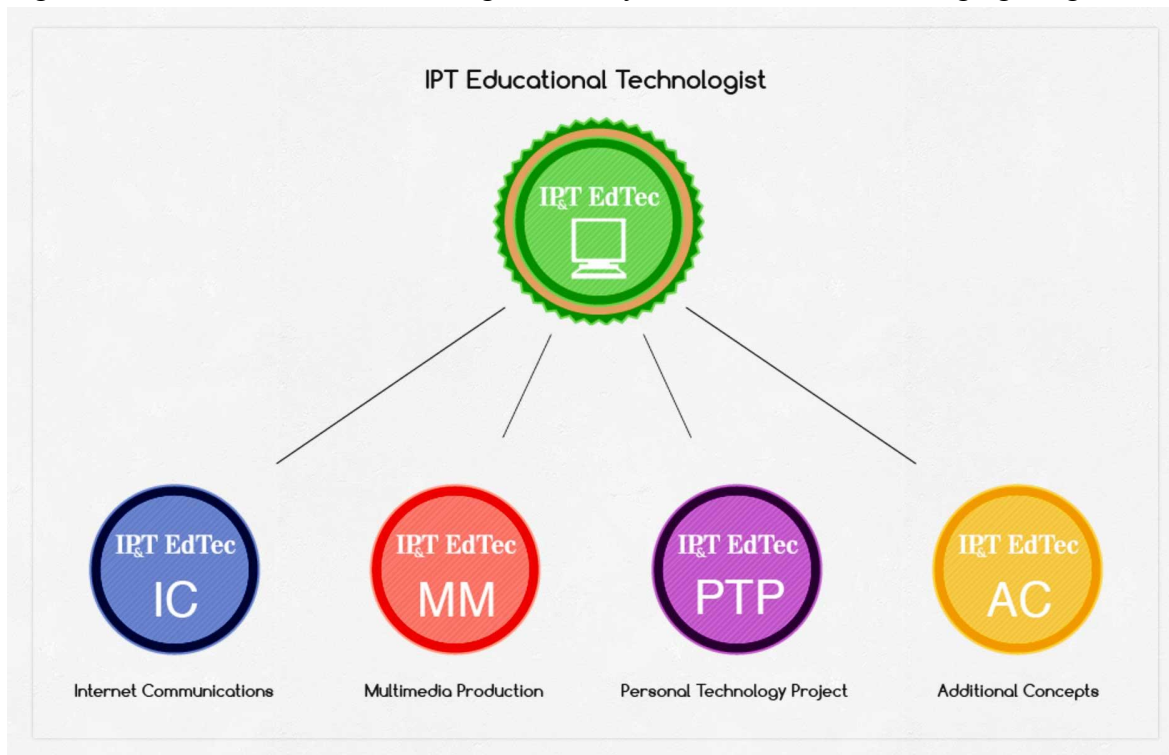 IPT Educational Technologist
IP&T EdTec
IP&T EdTec
IC
IP&T EdTec
MM
IP&T EdTec
PTP
IP&T EdTec
AC
Internet Communications
Multimedia Production
Personal Technology Project
Additional Concepts